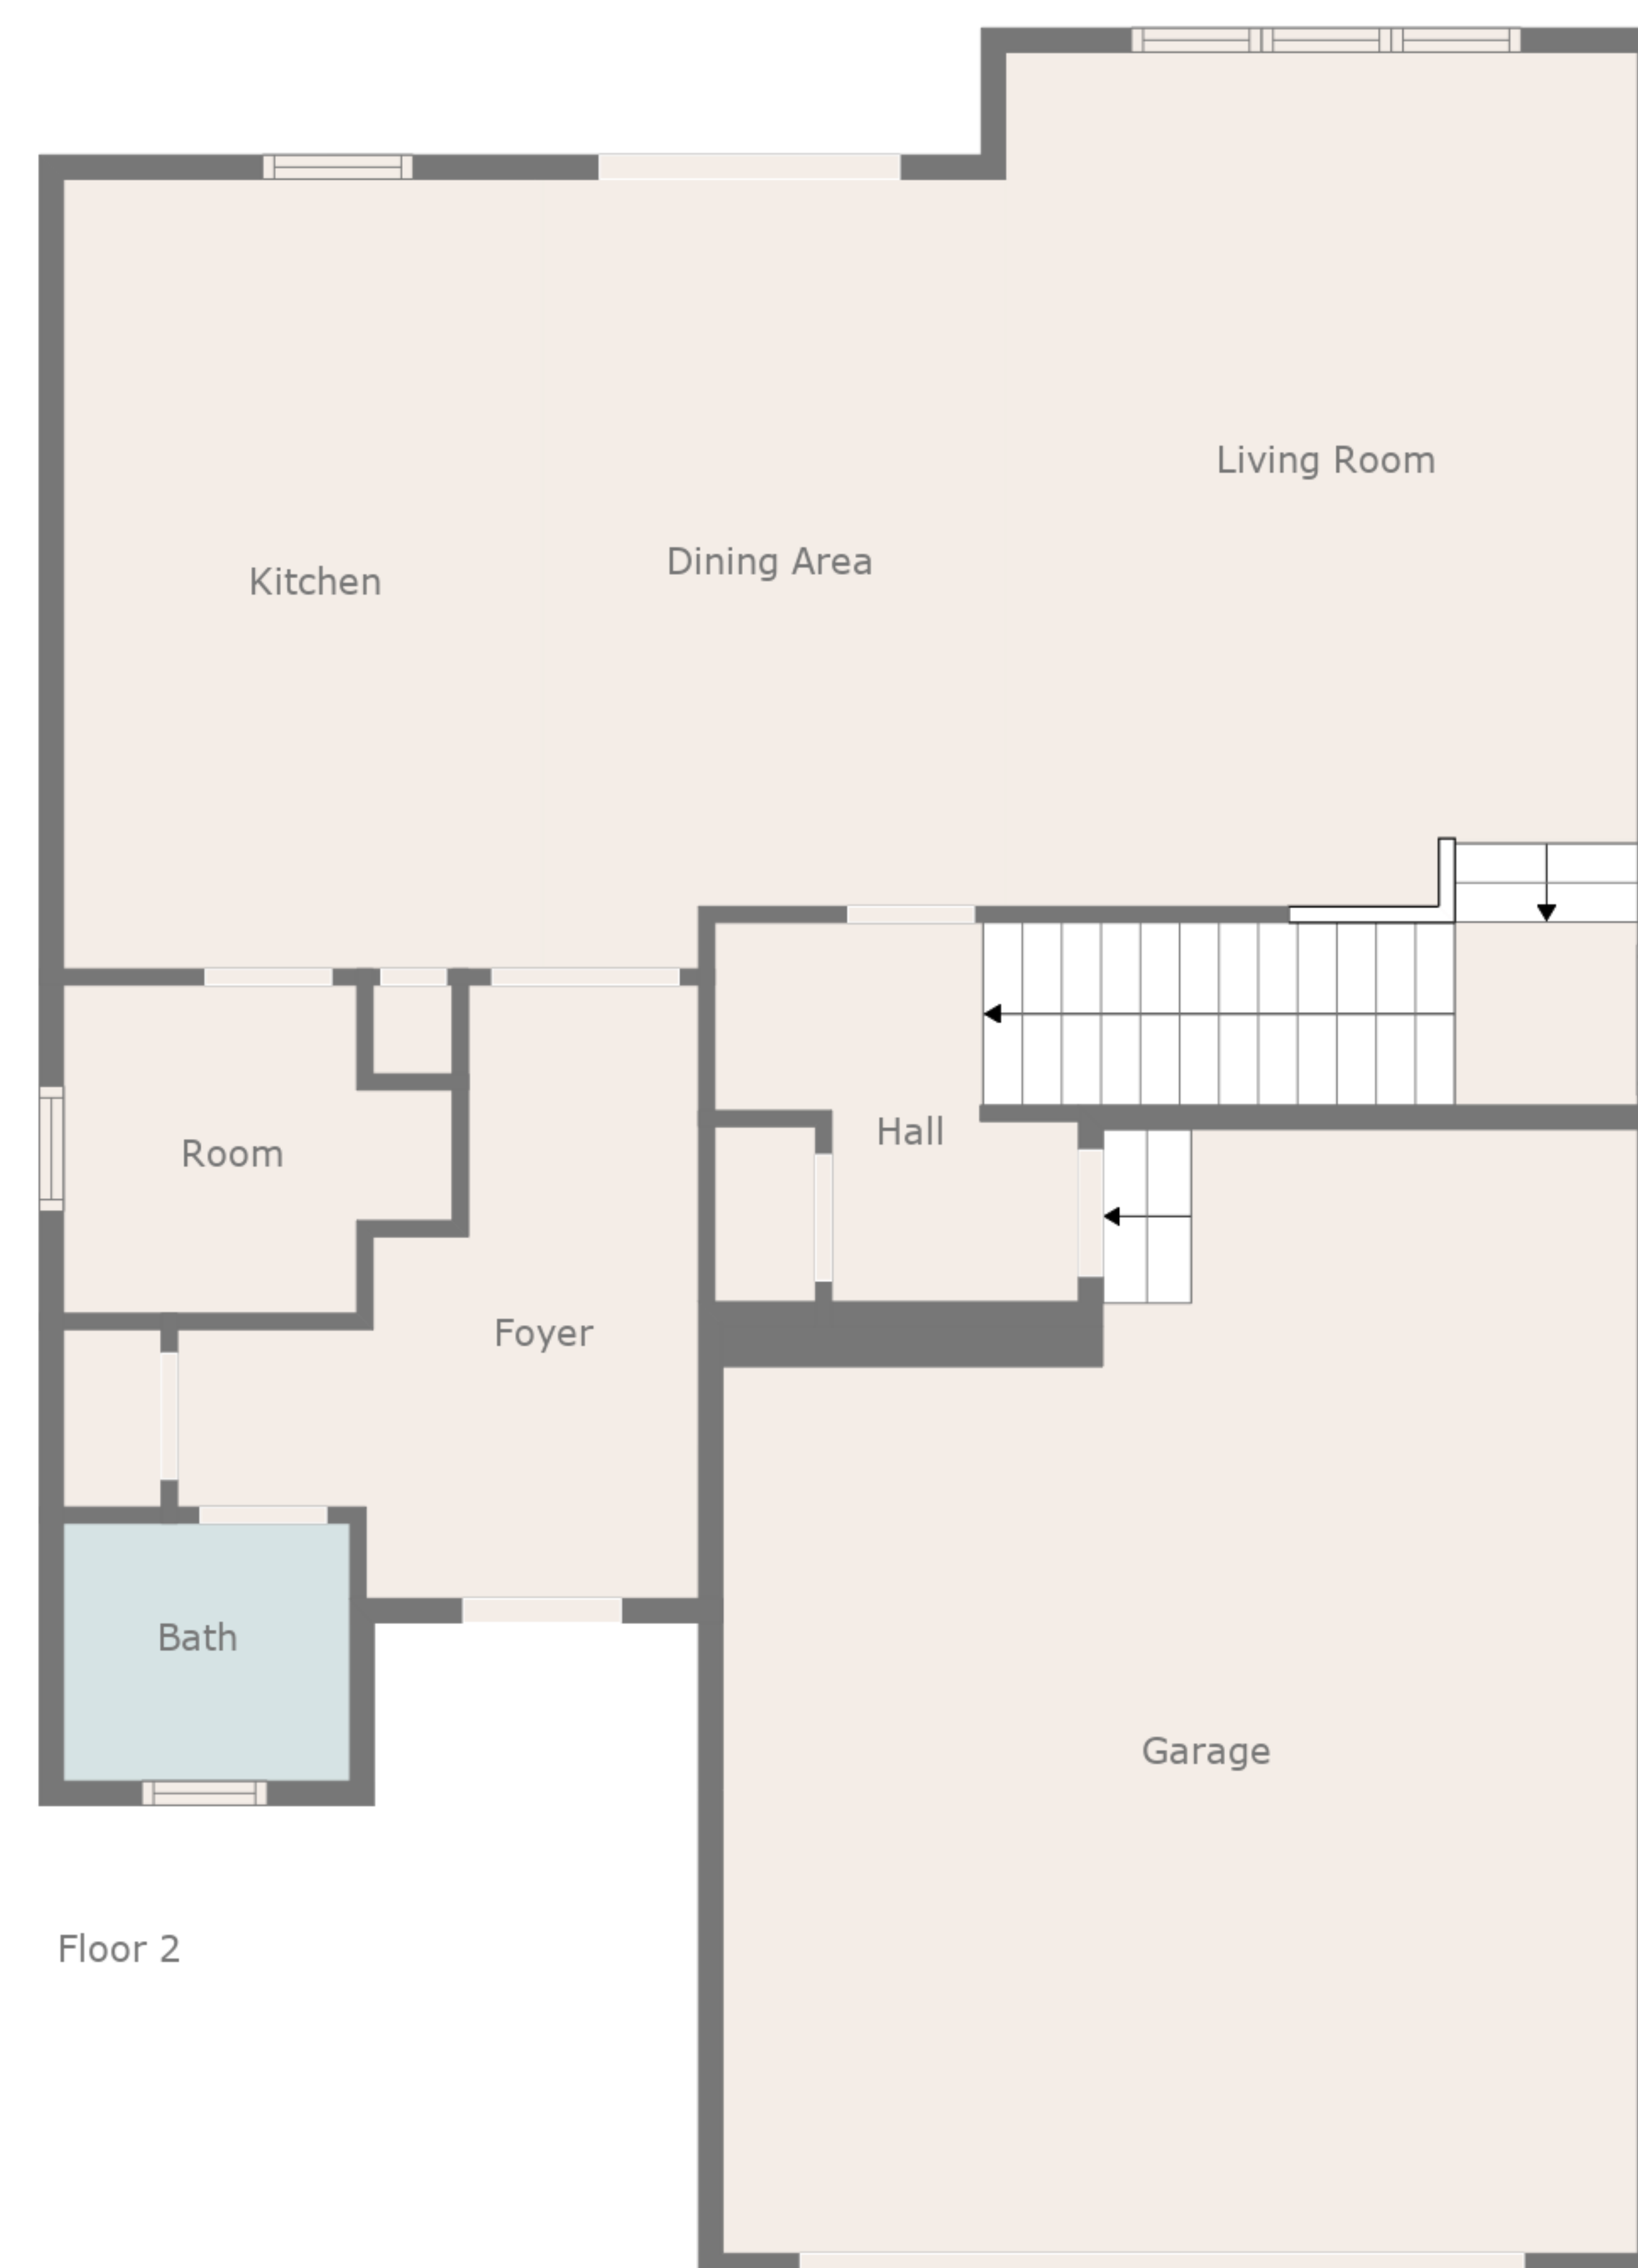 Living Room
Dining Area
Kitchen
Hall
Room
Foyer
Bath
Garage
Floor 2